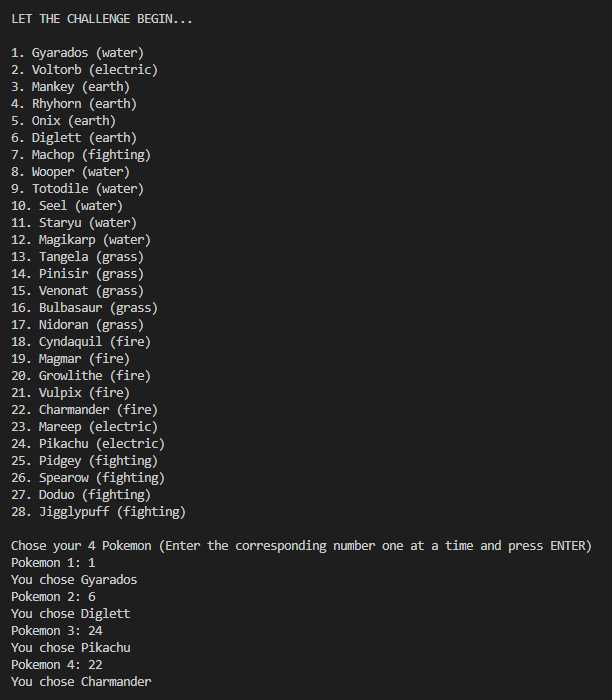 LET THE CHALLENGE BEGIN...
1. Gyarados (water)
2. Voltorb (electric)
3. Mankey (earth)
4. Rhyhorn (earth)
5. Onix (earth)
6. Diglett (earth)
7. Machop (fighting)
8. Wooper (water)
9. Totodile (water)
10. Seel (water)
11. Staryu (water)
12. Magikarp (water)
13. Tangela (grass)
14. Pinisir (grass)
15. Venonat (grass)
16. Bulbasaur (grass)
17. Nidoran (grass)
18. Cyndaquil (fire)
19. Magmar (fire)
20. Growlithe (fire)
21. Vulpix (fire)
22. Charmander (fire)
23. Mareep (electric)
24. Pikachu (electric)
25. Pidgey (fighting)
26. Spearow (fighting)
27. Doduo (fighting)
28. Jigglypuff (fighting)
Chose your 4 Pokemon (Enter the corresponding number one at a time and press ENTER)
Pokemon 1: 1
You chose Gyarados
Pokemon 2: 6
You chose Diglett
Pokemon 3: 24
You chose Pikachu
Pokemon 4: 22
You chose Charmander